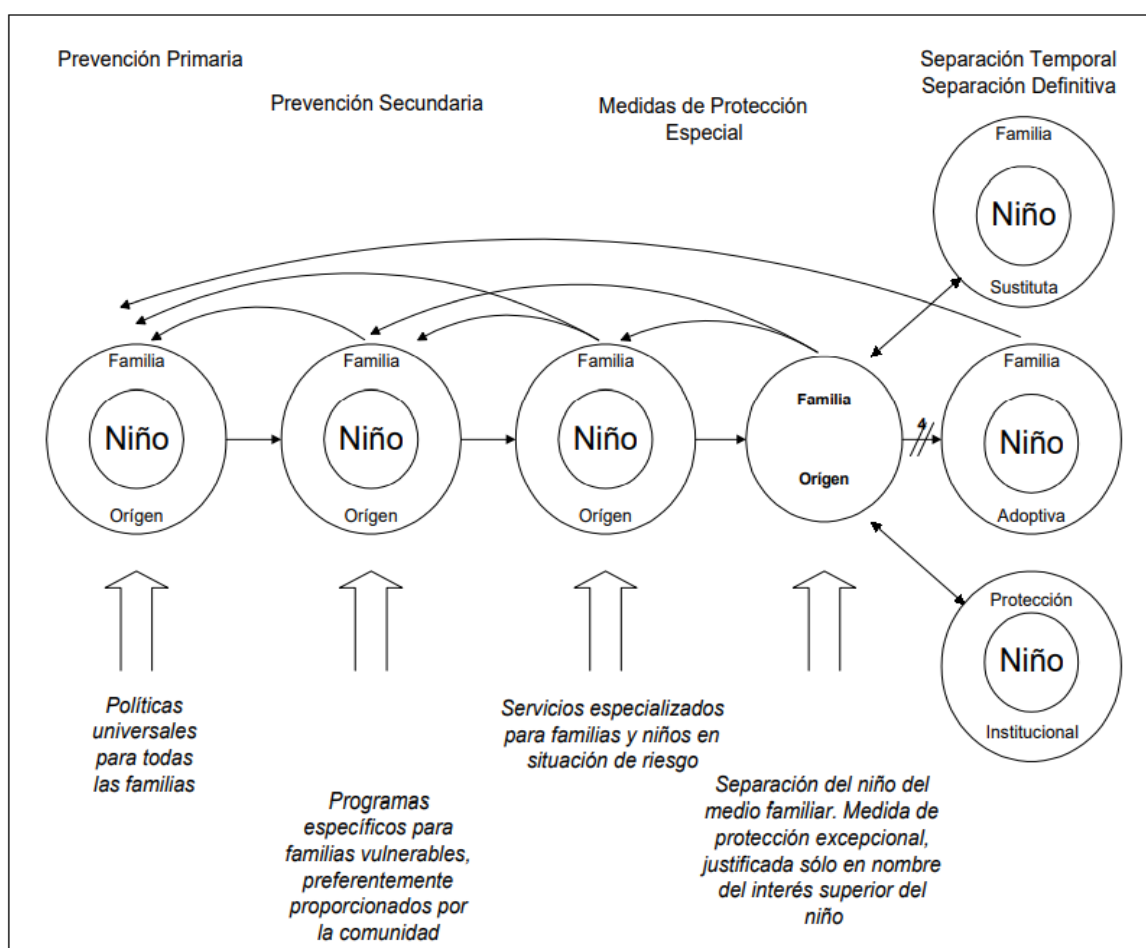 Prevención Primaria
Prevención Secundaria
Medidas de Protección
Especial
Separación Temporal
Separación Definitiva
Familia
Niño
Sustituta
Familia
Niño
Orígen
Familia
Niño
Orígen
Familia
Niño
Orígen
Familia
Orígen
4
Familia
Niño
Adoptiva
Protección
Niño
Institucional
Políticas
universales
para todas
las familias
Programas
específicos para
familias vulnerables,
preferentemente
proporcionados por
la comunidad
Servicios especializados
para familias y niños en
situación de riesgo
Separación del niño del
medio familiar. Medida de
protección excepcional,
justificada sólo en nombre
del interés superior del
niño